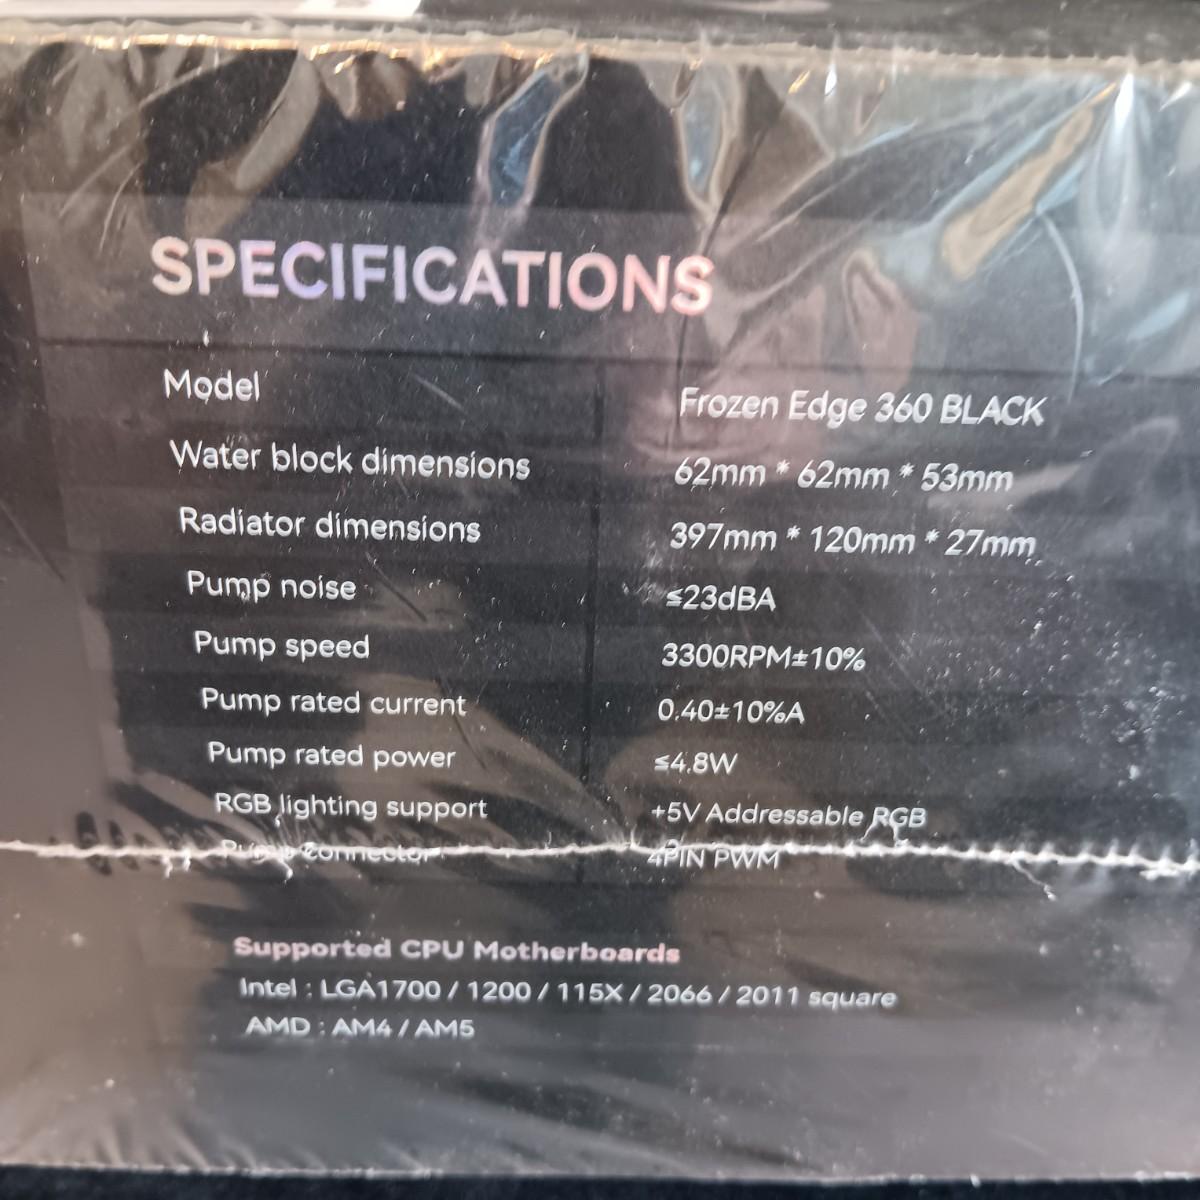 SPECIFICATIONS
Model Frozen Edge 360 BLACK
Water block dimensions 62mm * 62mm * 53mm
Radiator dimensions 397mm * 120mm * 27mm
Pump noise ≤23dBA
Pump speed 3300RPM±10%
Pump rated current 0.40±10%A
Pump rated power ≤4.8W
RGB lighting support +5V Addressable RGB
Pump connector 4PIN PWM
Supported CPU Motherboards
Intel : LGA1700 / 1200 / 115X / 2066 / 2011 square
AMD : AM4 / AM5